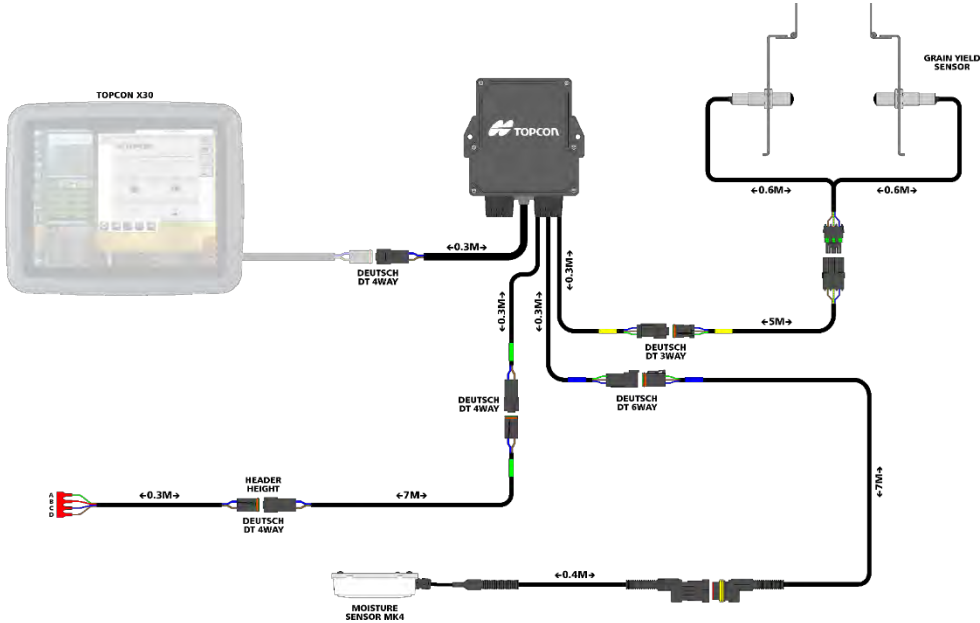 TOPCON X30
TOPCON
GRAIN YIELD
SENSOR
←0.6M→
←0.6M→
←0.3M→
DEUTSCH
DT 4WAY
←0.3M→
←0.3M→
←0.3M→
←5M→
DEUTSCH
DT 3WAY
DEUTSCH
DT 4WAY
DEUTSCH
DT 6WAY
←7M→
A
B
C
D
←0.3M→
HEADER
HEIGHT
←7M→
DEUTSCH
DT 4WAY
←0.4M→
MOISTURE
SENSOR MK4